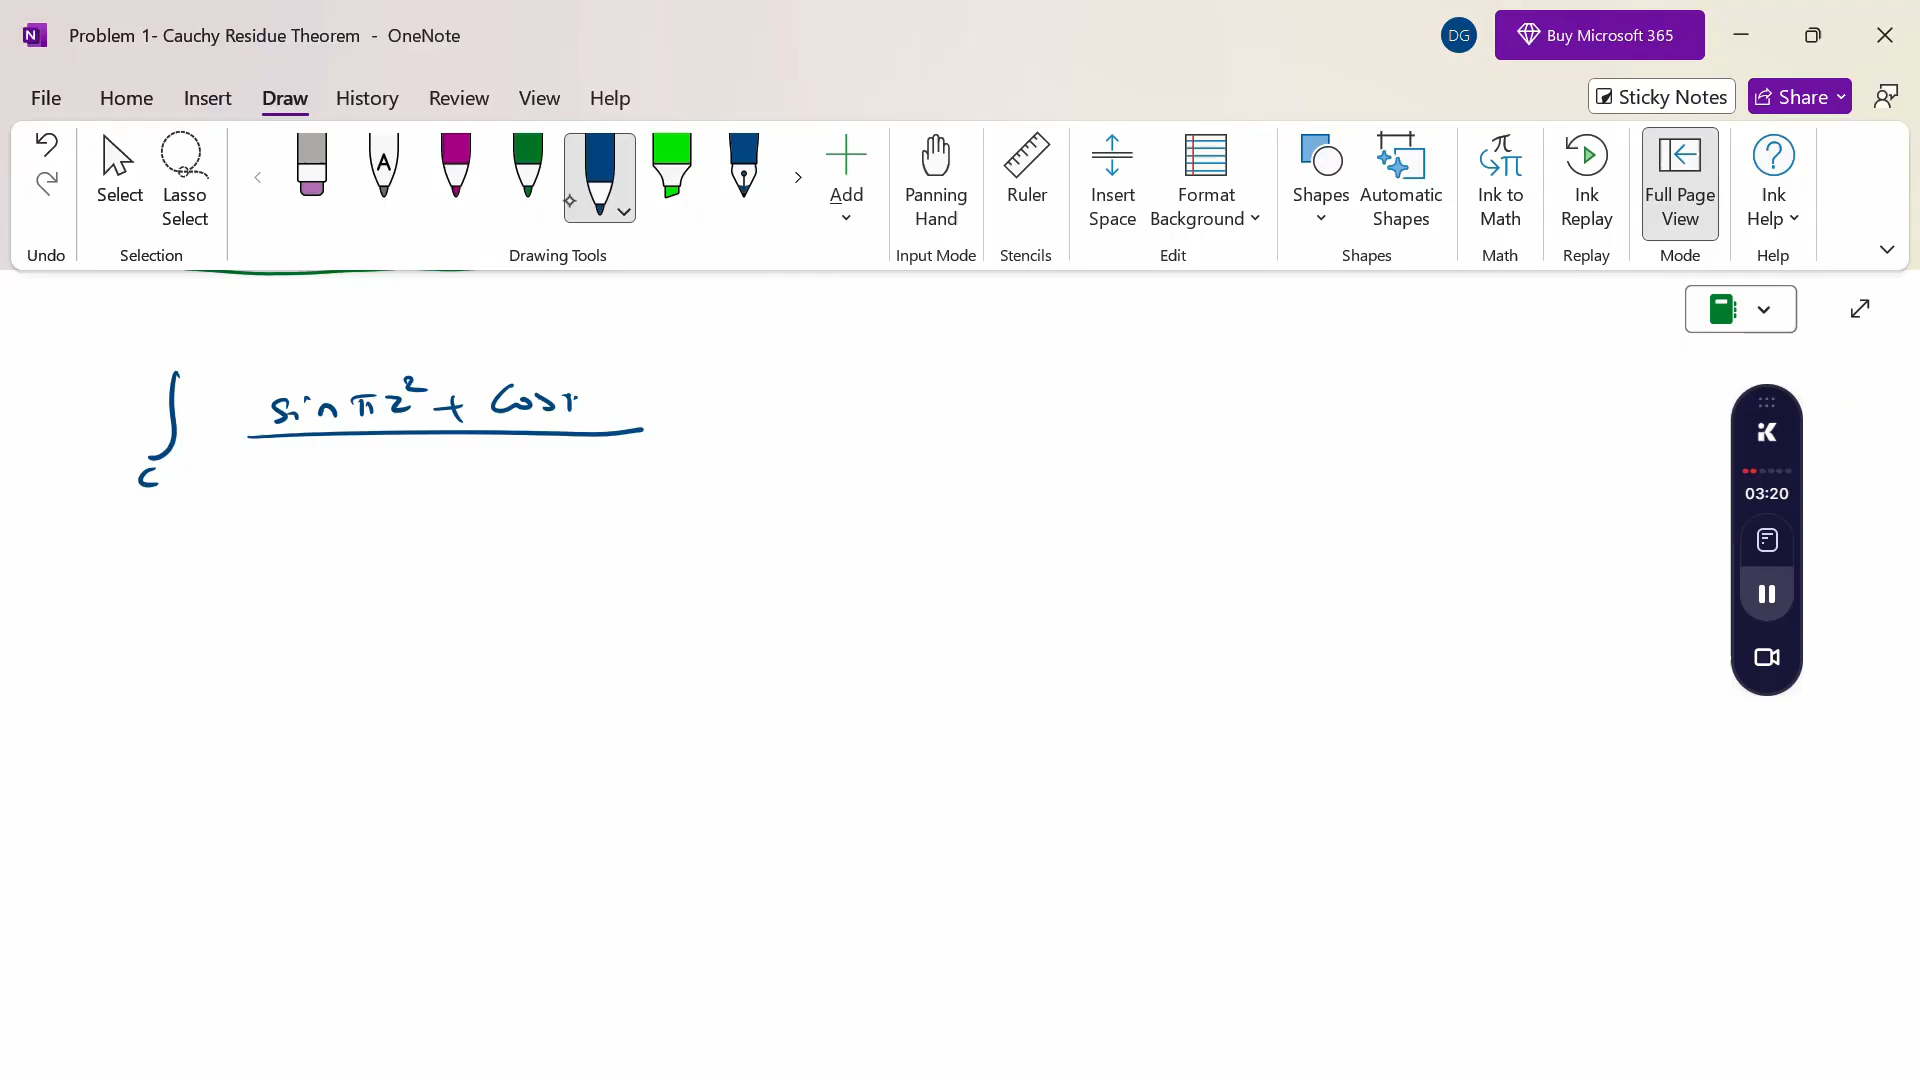 Problem 1- Cauchy Residue Theorem - OneNote
DG
Buy Microsoft 365
File Home Insert Draw History Review View Help
Sticky Notes
Share
A
Select
Lasso Select
Add
Panning Hand
Ruler
Insert Space
Format Background
Shapes
Automatic Shapes
Ink to Math
Ink Replay
Full Page View
Ink Help
Undo
Selection
Drawing Tools
Input Mode
Stencils
Edit
Shapes
Math
Replay
Mode
Help
∫ sin πz² + cos
C
03:20